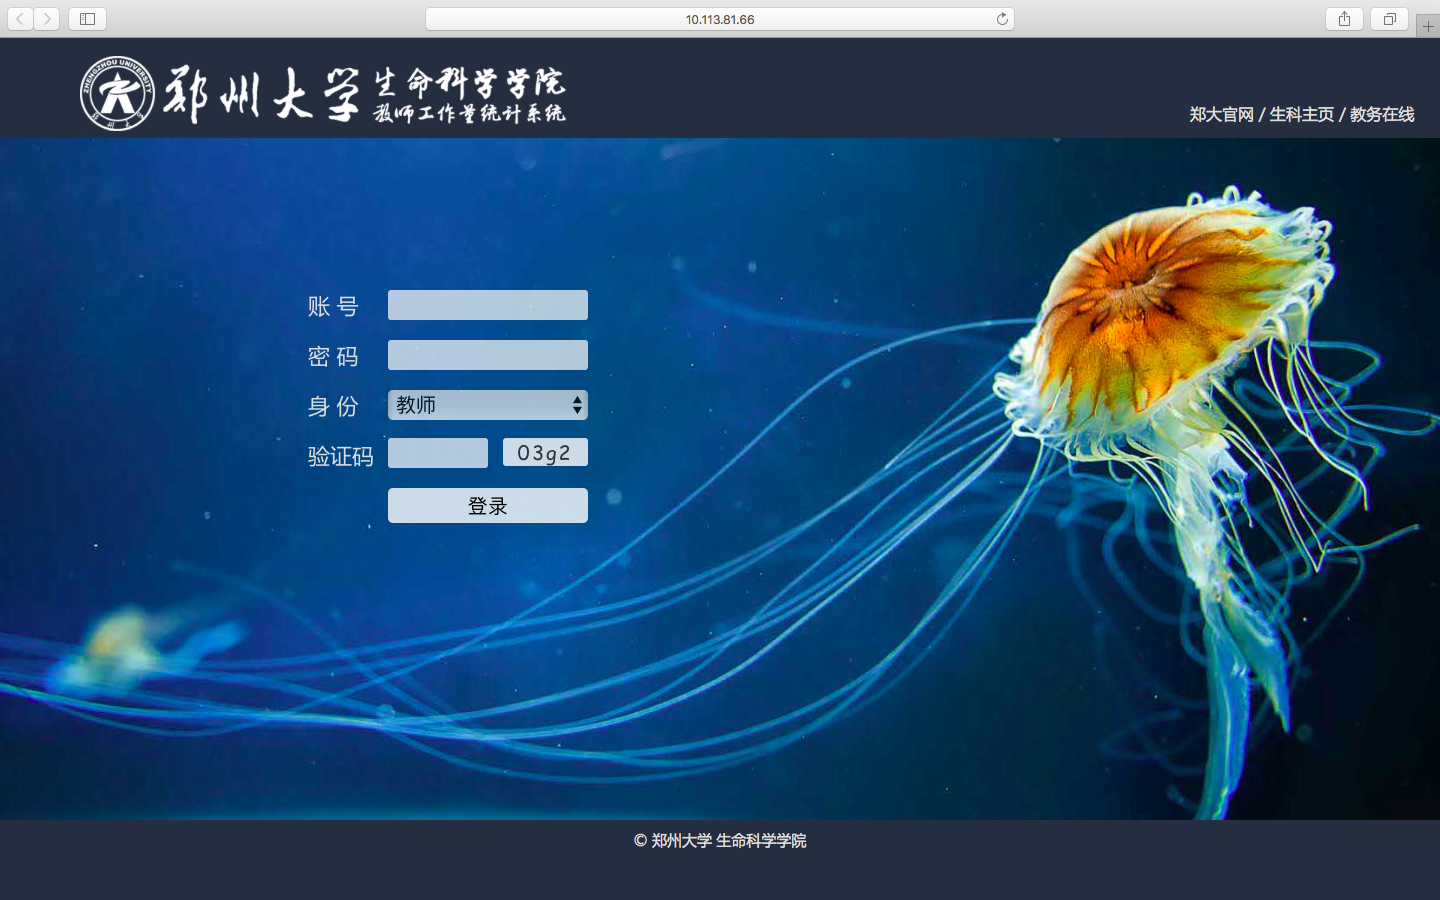 10.113.81.66
ZHENGZHOU UNIVERSITY
郑州大学
生命科学学院
教师工作量统计系统
郑大官网 / 生科主页 / 教务在线
账 号
密 码
身 份 教师
验证码 03g2
登录
© 郑州大学 生命科学学院